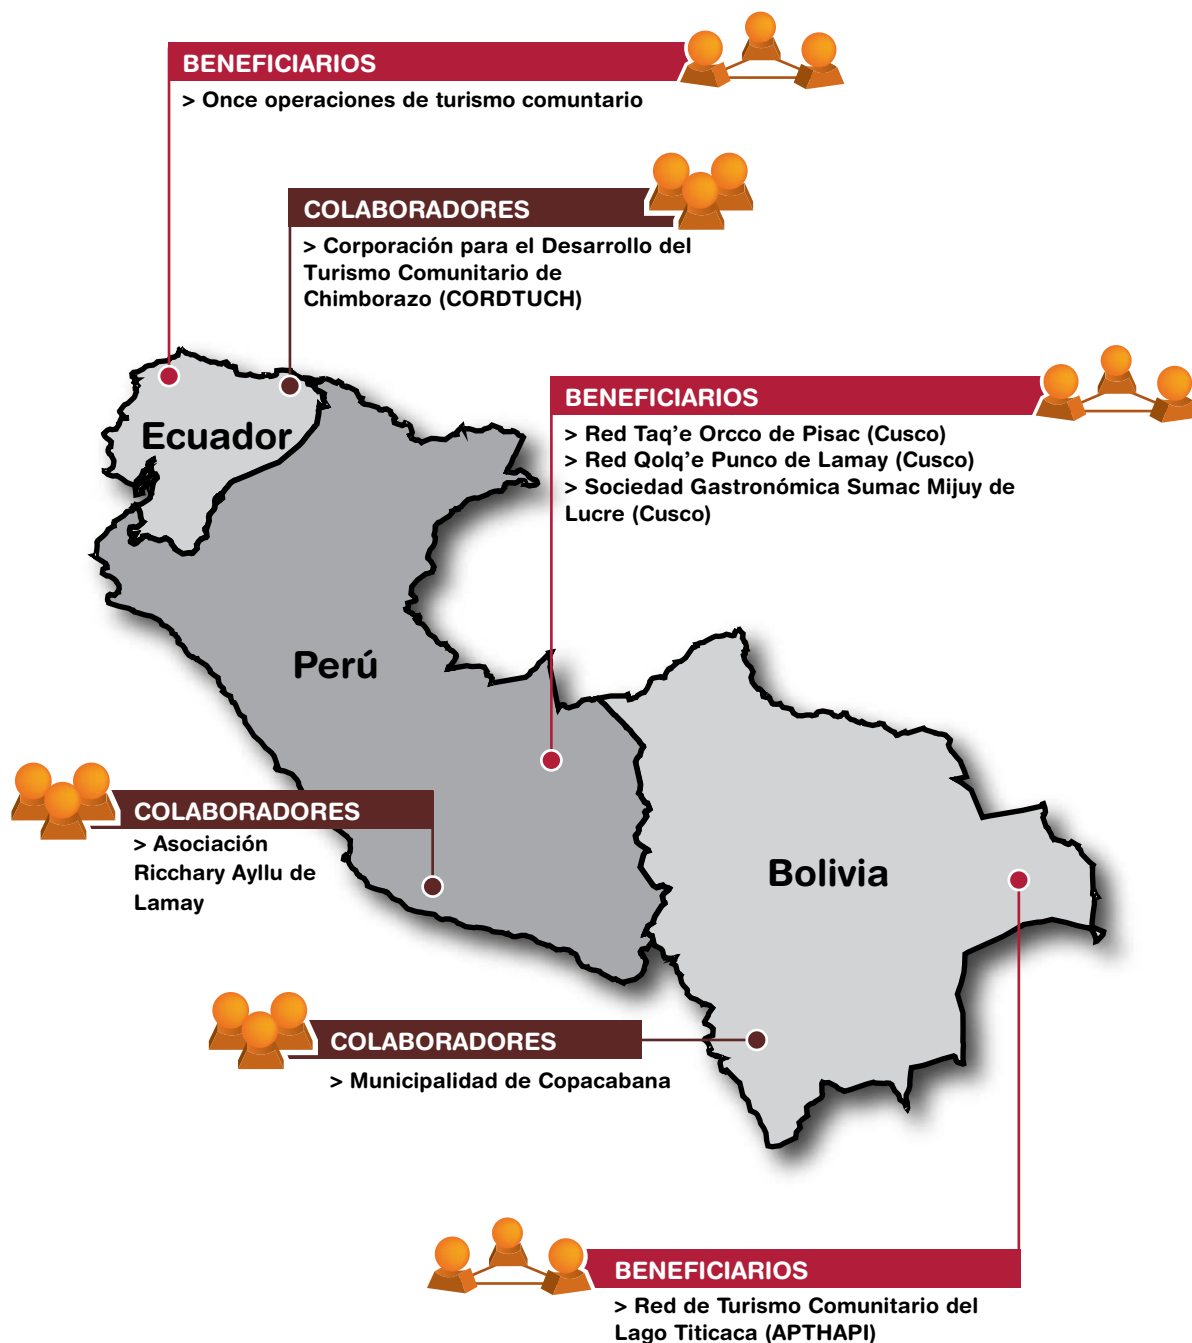 BENEFICIARIOS
> Once operaciones de turismo comuntario
COLABORADORES
> Corporación para el Desarrollo del
Turismo Comunitario de
Chimborazo (CORDTUCH)
Ecuador
BENEFICIARIOS
> Red Taq’e Orcco de Pisac (Cusco)
> Red Qolq’e Punco de Lamay (Cusco)
> Sociedad Gastronómica Sumac Mijuy de
Lucre (Cusco)
Perú
COLABORADORES
> Asociación
Ricchary Ayllu de
Lamay
Bolivia
COLABORADORES
> Municipalidad de Copacabana
BENEFICIARIOS
> Red de Turismo Comunitario del
Lago Titicaca (APTHAPI)